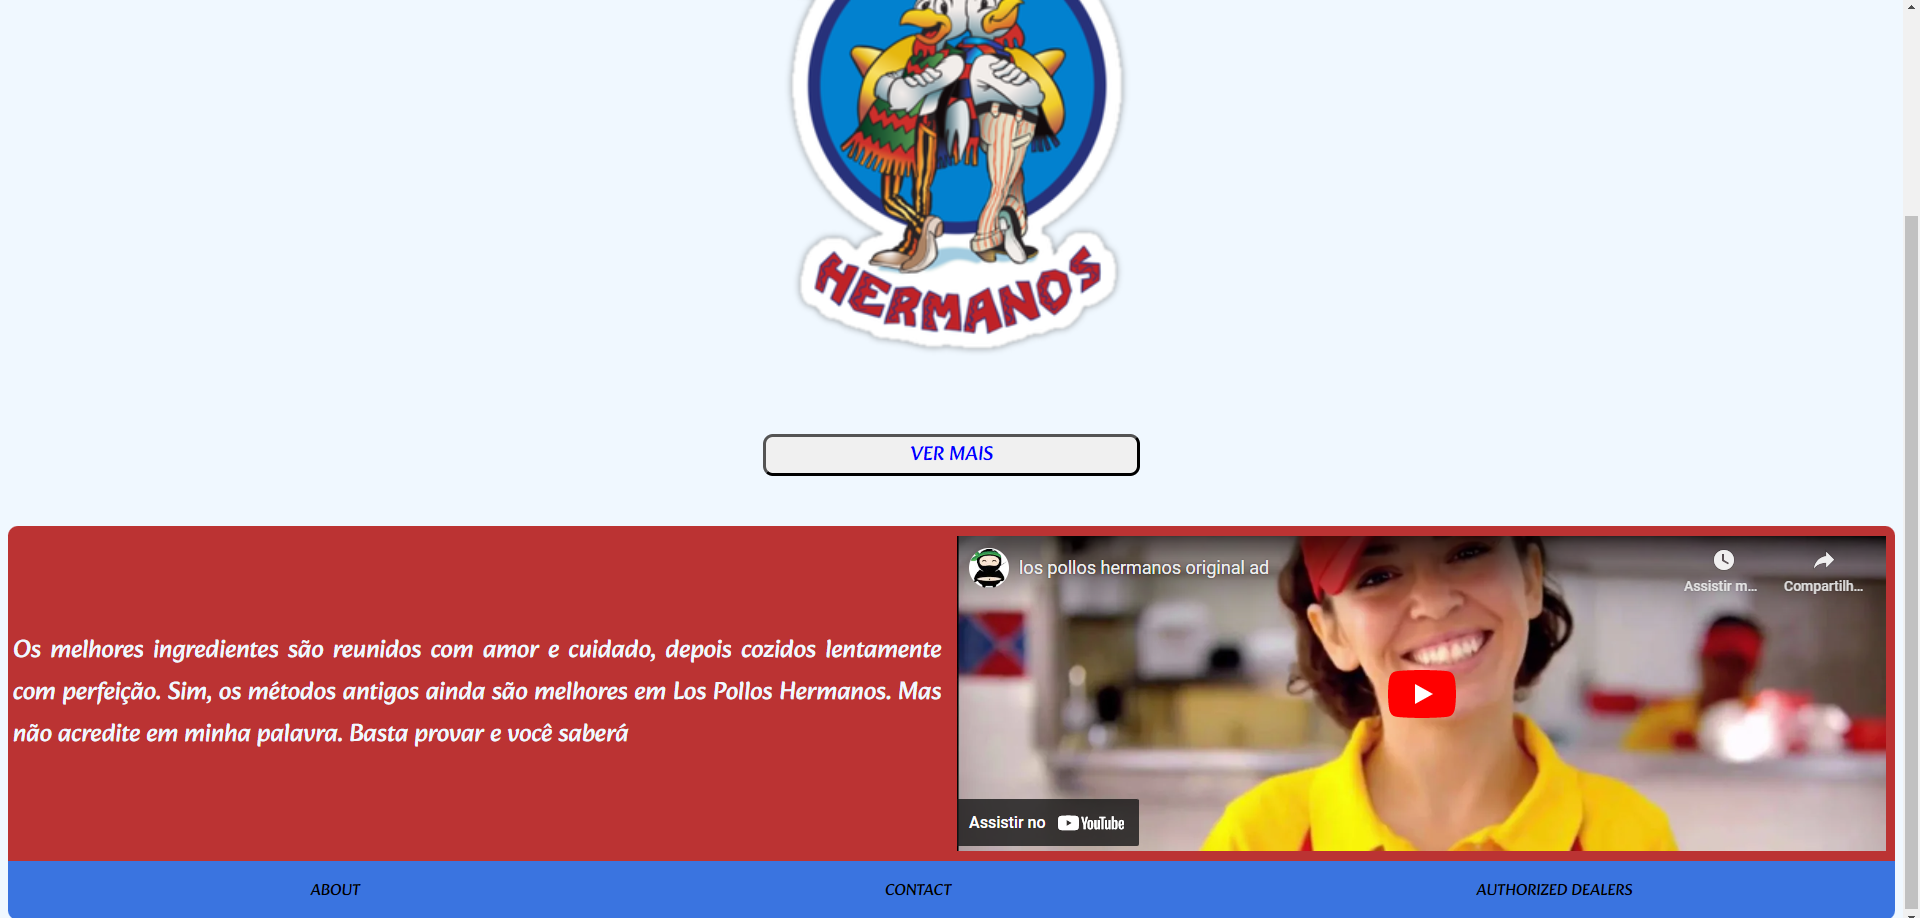 HERMANOS
VER MAIS
los pollos hermanos original ad
Assistir m...
Compartilh...
Os melhores ingredientes são reunidos com amor e cuidado, depois cozidos lentamente
com perfeição. Sim, os métodos antigos ainda são melhores em Los Pollos Hermanos. Mas
não acredite em minha palavra. Basta provar e você saberá
Assistir no YouTube
ABOUT
CONTACT
AUTHORIZED DEALERS